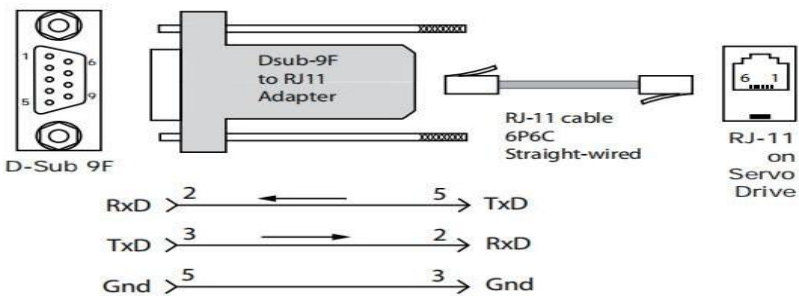 1
6
5
9
D-Sub 9F
Dsub-9F
to RJ11
Adapter
RJ-11 cable
6P6C
Straight-wired
6 1
RJ-11
on
Servo
Drive
RxD 2 5 TxD
TxD 3 2 RxD
Gnd 5 3 Gnd